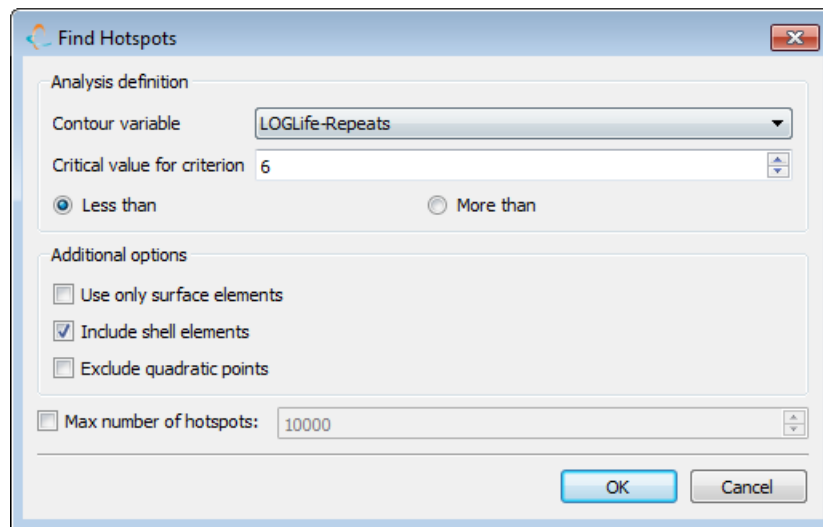 Find Hotspots
Analysis definition
Contour variable LOGLife-Repeats
Critical value for criterion 6
Less than More than
Additional options
Use only surface elements
Include shell elements
Exclude quadratic points
Max number of hotspots: 10000
OK Cancel